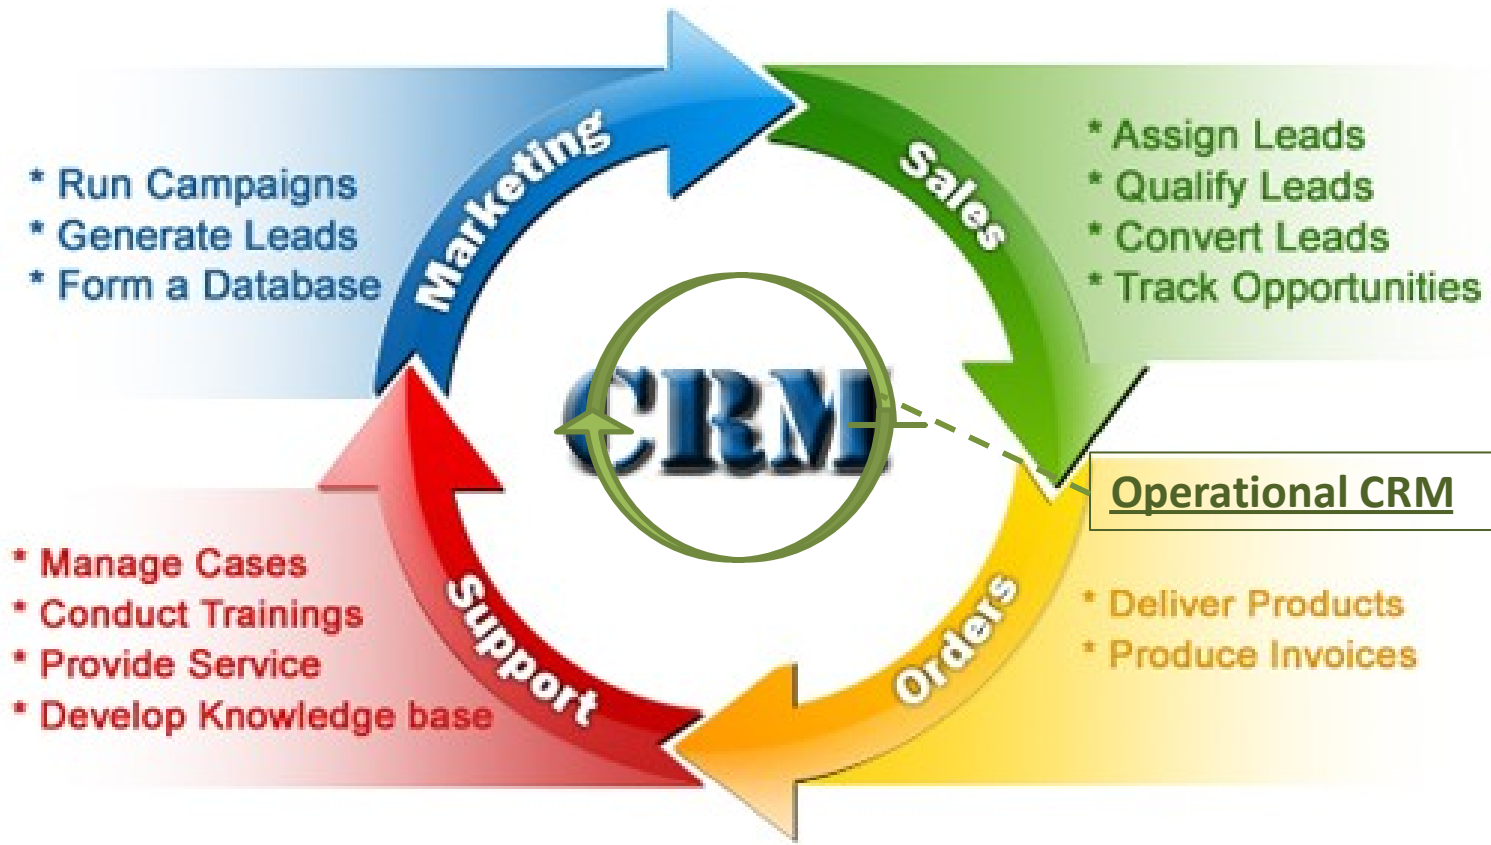 Marketing
* Run Campaigns
* Generate Leads
* Form a Database
Sales
* Assign Leads
* Qualify Leads
* Convert Leads
* Track Opportunities
CRM
Operational CRM
Orders
* Deliver Products
* Produce Invoices
Support
* Manage Cases
* Conduct Trainings
* Provide Service
* Develop Knowledge base